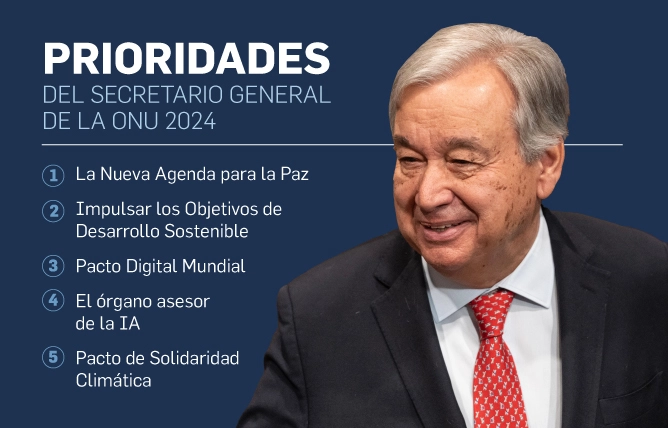 PRIORIDADES
DEL SECRETARIO GENERAL
DE LA ONU 2024
1 La Nueva Agenda para la Paz
2 Impulsar los Objetivos de
Desarrollo Sostenible
3 Pacto Digital Mundial
4 El órgano asesor
de la IA
5 Pacto de Solidaridad
Climática